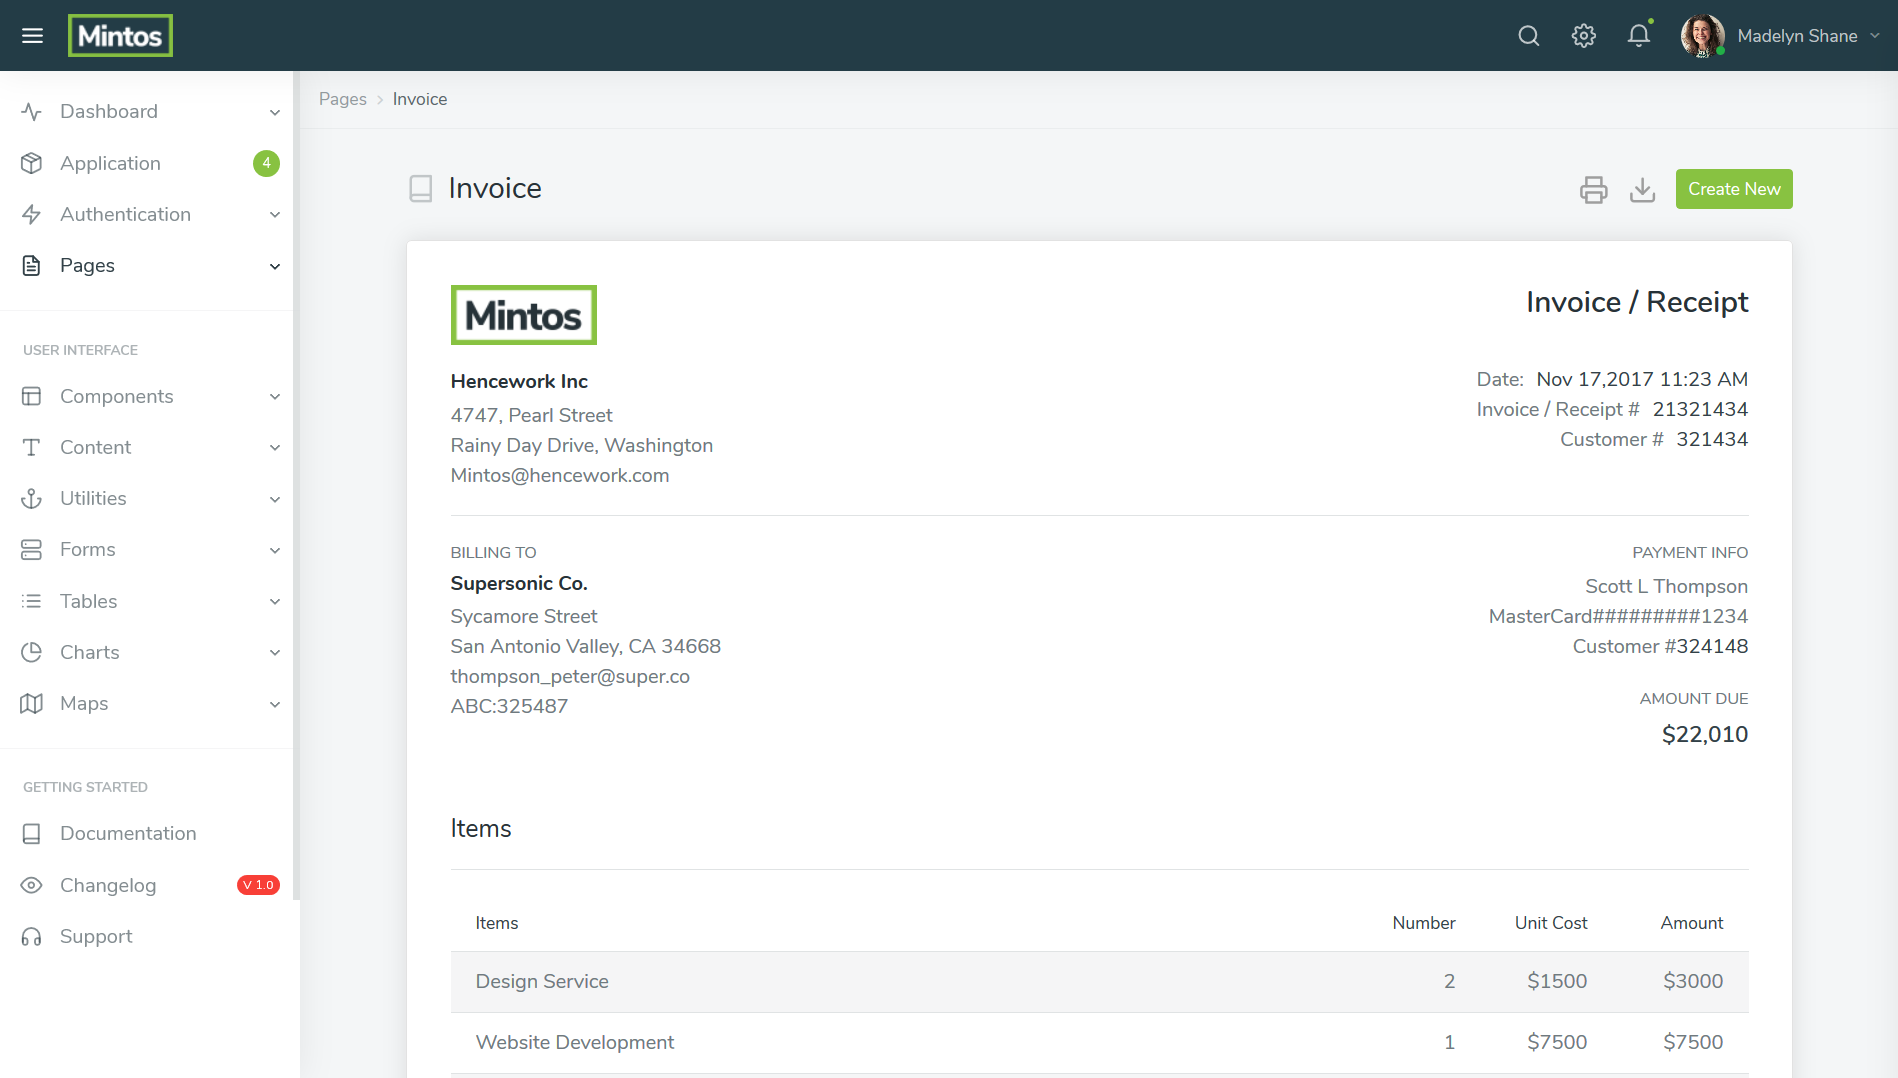 Mintos
Madelyn Shane
Dashboard
Application
4
Authentication
Pages
USER INTERFACE
Components
Content
Utilities
Forms
Tables
Charts
Maps
GETTING STARTED
Documentation
Changelog
V 1.0
Support
Pages > Invoice
Invoice
Create New
Mintos
Invoice / Receipt
Hencework Inc
4747, Pearl Street
Rainy Day Drive, Washington
Mintos@hencework.com
Date: Nov 17,2017 11:23 AM
Invoice / Receipt # 21321434
Customer # 321434
BILLING TO
Supersonic Co.
Sycamore Street
San Antonio Valley, CA 34668
thompson_peter@super.co
ABC:325487
PAYMENT INFO
Scott L Thompson
MasterCard#########1234
Customer #324148
AMOUNT DUE
$22,010
Items
Items Number Unit Cost Amount
Design Service 2 $1500 $3000
Website Development 1 $7500 $7500